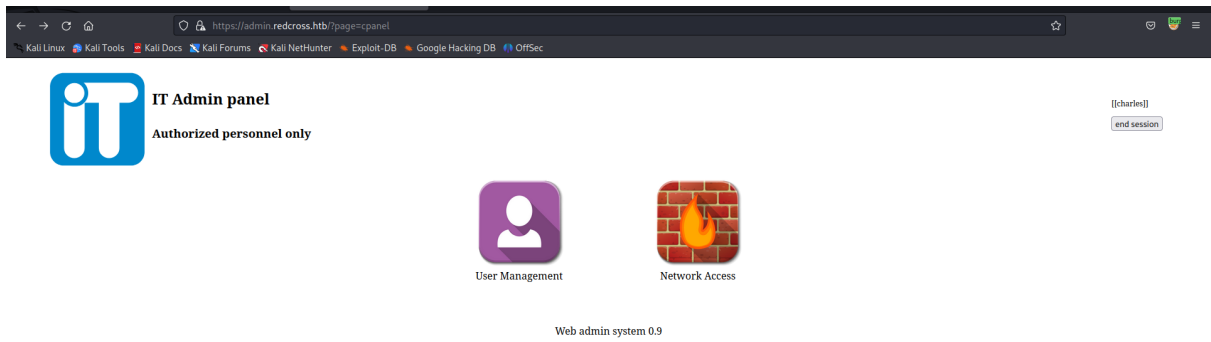 https://admin.redcross.htb/?page=cpanel
Kali Linux Kali Tools Kali Docs Kali Forums Kali NetHunter Exploit-DB Google Hacking DB OffSec
iT
IT Admin panel
Authorized personnel only
[[charles]]
end session
User Management Network Access
Web admin system 0.9